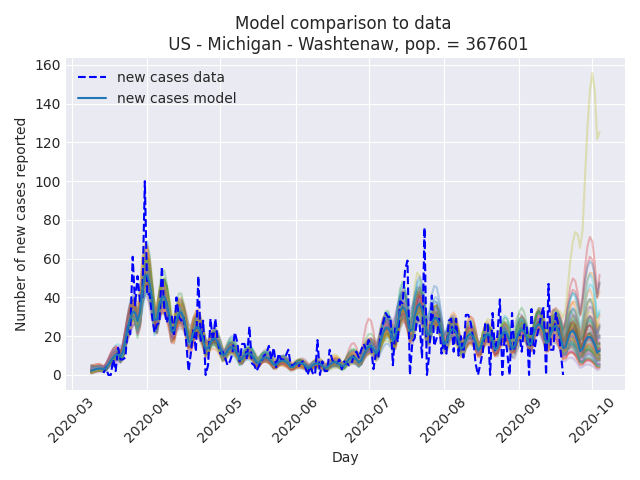 Model comparison to data
US - Michigan - Washtenaw, pop. = 367601
new cases data
new cases model
Number of new cases reported
160
140
120
100
80
60
40
20
0
2020-03
2020-04
2020-05
2020-06
2020-07
2020-08
2020-09
2020-10
Day